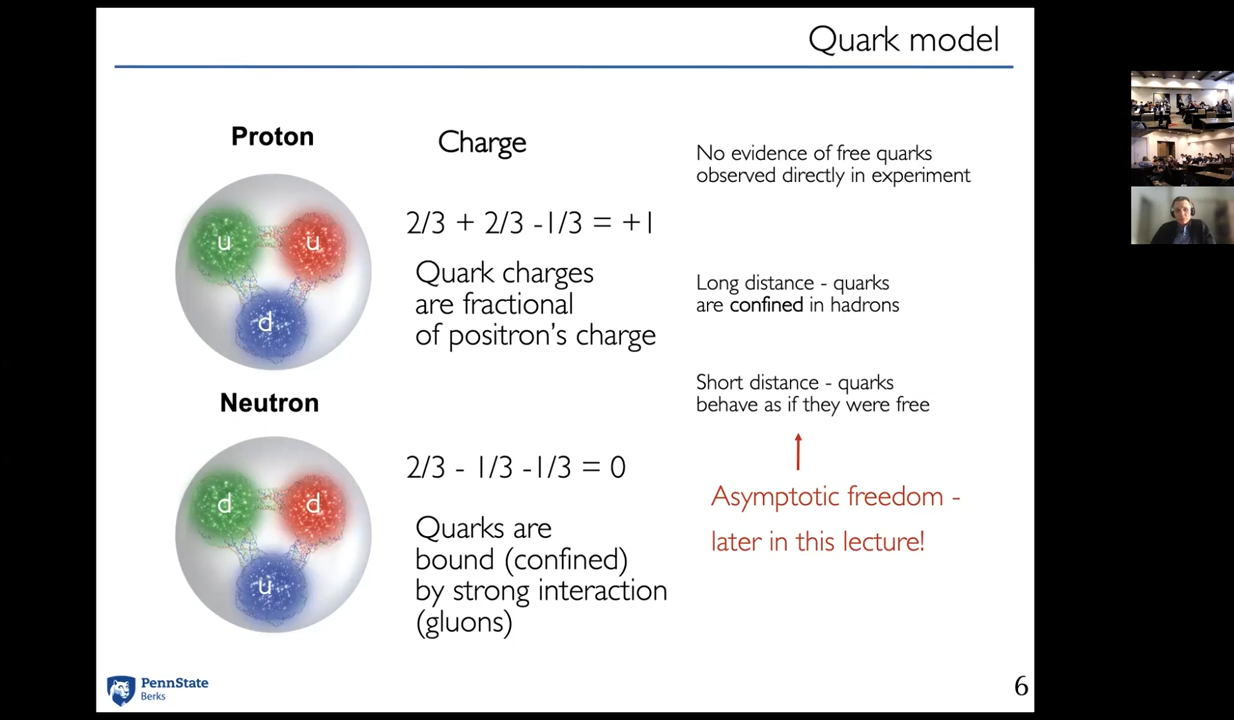 Quark model
Proton
u
u
d
Charge
2/3 + 2/3 -1/3 = +1
Quark charges
are fractional
of positron's charge
Neutron
d
d
u
2/3 - 1/3 -1/3 = 0
Quarks are
bound (confined)
by strong interaction
(gluons)
No evidence of free quarks
observed directly in experiment
Long distance - quarks
are confined in hadrons
Short distance - quarks
behave as if they were free
Asymptotic freedom -
later in this lecture!
PennState
Berks
6